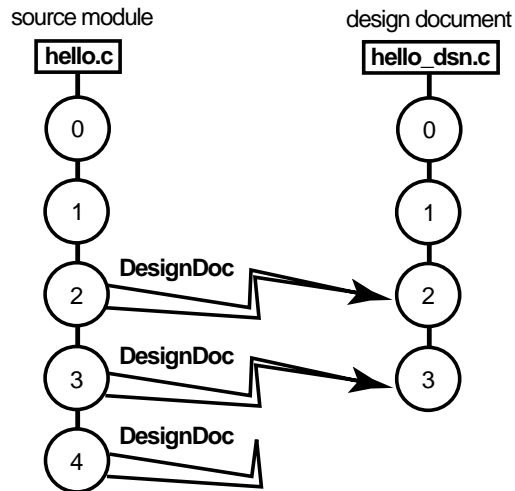 source module
design document
hello.c
hello_dsn.c
0
0
1
1
DesignDoc
2
2
DesignDoc
3
3
DesignDoc
4